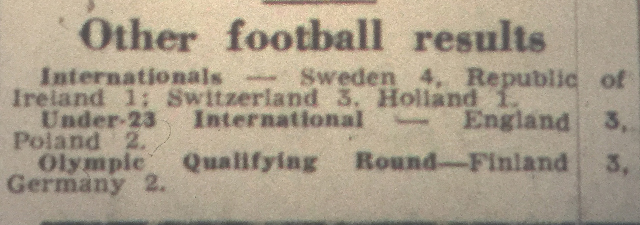 Other football results
Internationals — Sweden 4, Republic of
Ireland 1; Switzerland 3, Holland 1.
Under-23 International — England 3,
Poland 2.
Olympic Qualifying Round—Finland 3,
Germany 2.